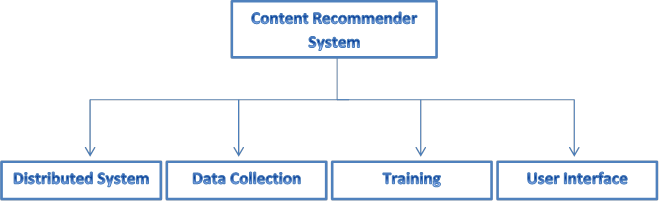 Content Recommender
System
Distributed System
Data Collection
Training
User Interface